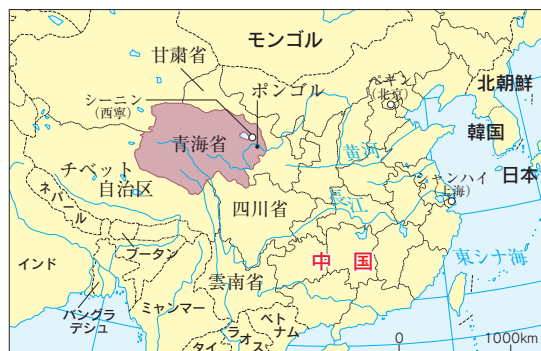 モンゴル
甘粛省
ボンゴル
シーニン
(西寧)
ペキン
(北京)
北朝鮮
青海省
韓国
黄河
チベット
自治区
シャンハイ
(上海)
日本
ネパール
四川省
長江
ブータン
中国
東シナ海
インド
雲南省
バングラ
デシュ
ミャンマー
ベト
ナム
ラオス
タイ
0 1000km